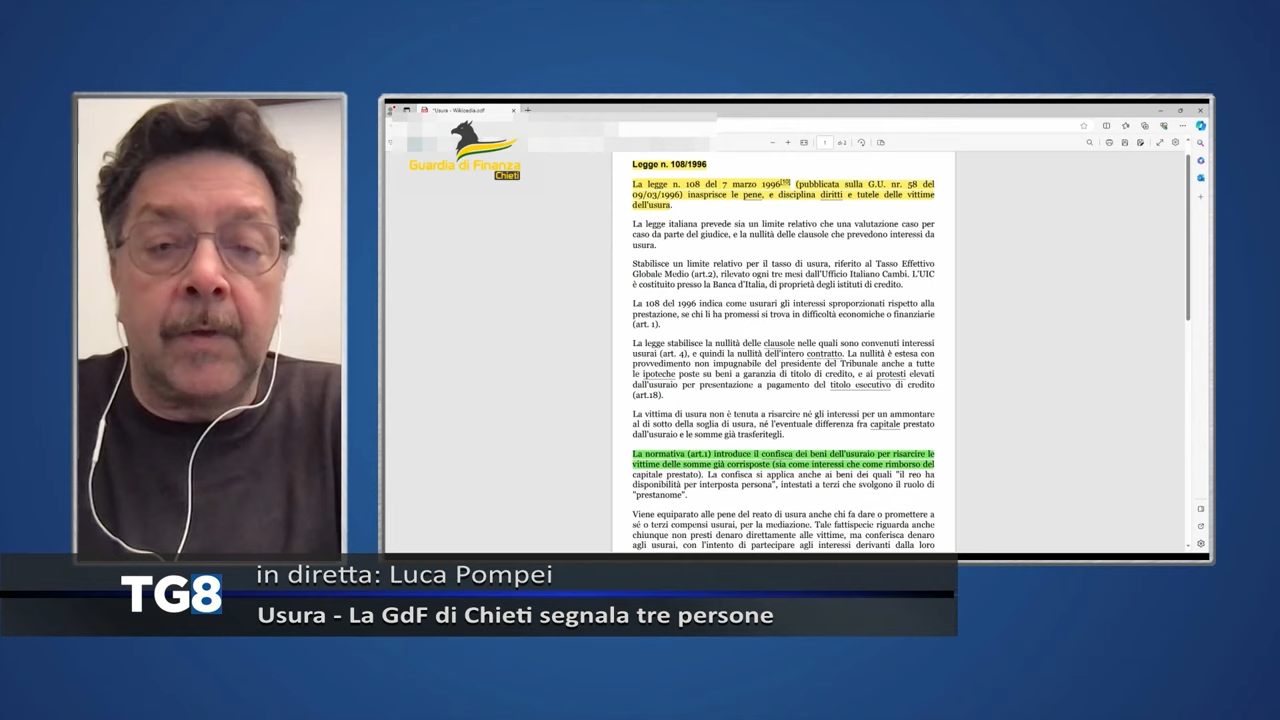 "Usura - Wikipedia.pdf"
Guardia di Finanza
Chieti
1
di 2
Legge n. 108/1996
La legge n. 108 del 7 marzo 1996[10] (pubblicata sulla G.U. nr. 58 del
09/03/1996) inasprisce le pene, e disciplina diritti e tutele delle vittime
dell'usura.
La legge italiana prevede sia un limite relativo che una valutazione caso per
caso da parte del giudice, e la nullità delle clausole che prevedono interessi da
usura.
Stabilisce un limite relativo per il tasso di usura, riferito al Tasso Effettivo
Globale Medio (art.2), rilevato ogni tre mesi dall'Ufficio Italiano Cambi. L'UIC
è costituito presso la Banca d'Italia, di proprietà degli istituti di credito.
La 108 del 1996 indica come usurari gli interessi sproporzionati rispetto alla
prestazione, se chi li ha promessi si trova in difficoltà economiche o finanziarie
(art. 1).
La legge stabilisce la nullità delle clausole nelle quali sono convenuti interessi
usurai (art. 4), e quindi la nullità dell'intero contratto. La nullità è estesa con
provvedimento non impugnabile del presidente del Tribunale anche a tutte
le ipoteche poste su beni a garanzia di titolo di credito, e ai protesti elevati
dall'usuraio per presentazione a pagamento del titolo esecutivo di credito
(art.18).
La vittima di usura non è tenuta a risarcire né gli interessi per un ammontare
al di sotto della soglia di usura, né l'eventuale differenza fra capitale prestato
dall'usuraio e le somme già trasferitegli.
La normativa (art.1) introduce il confisca dei beni dell'usuraio per risarcire le
vittime delle somme già corrisposte (sia come interessi che come rimborso del
capitale prestato). La confisca si applica anche ai beni dei quali "il reo ha
disponibilità per interposta persona", intestati a terzi che svolgono il ruolo di
"prestanome".
Viene equiparato alle pene del reato di usura anche chi fa dare o promettere a
sé o terzi compensi usurai, per la mediazione. Tale fattispecie riguarda anche
chiunque non presti denaro direttamente alle vittime, ma conferisca denaro
agli usurai, con l'intento di partecipare agli interessi derivanti dalla loro
TG8
in diretta: Luca Pompei
Usura - La GdF di Chieti segnala tre persone